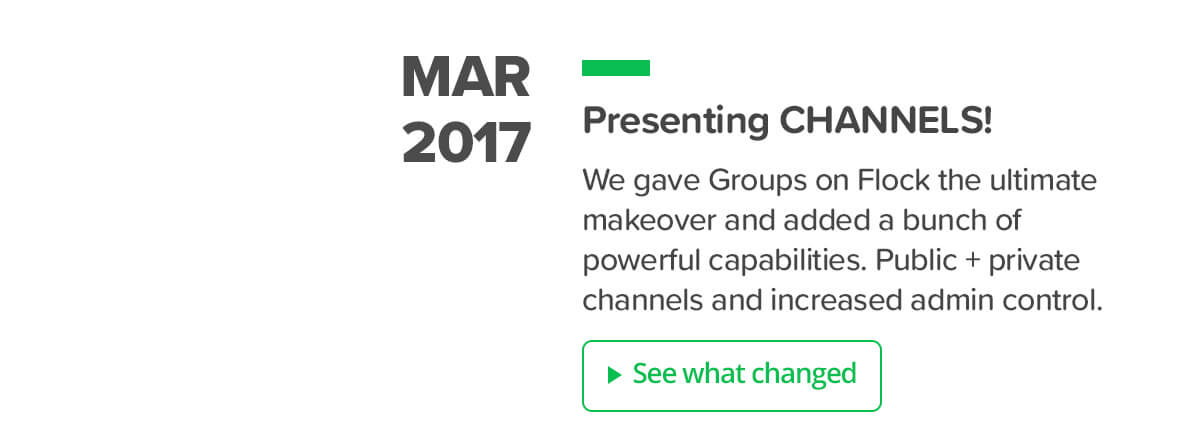 MAR
2017
Presenting CHANNELS!
We gave Groups on Flock the ultimate
makeover and added a bunch of
powerful capabilities. Public + private
channels and increased admin control.
See what changed